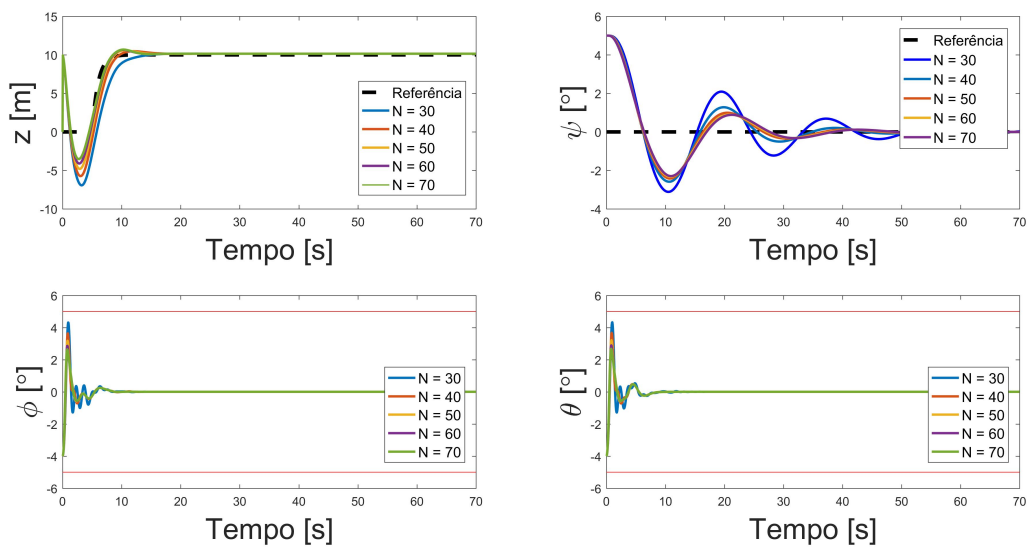 15
10
5
0
-5
-10
z [m]
0 10 20 30 40 50 60 70
Tempo [s]
Referência
N = 30
N = 40
N = 50
N = 60
N = 70
6
4
2
0
-2
-4
ψ [°]
0 10 20 30 40 50 60 70
Tempo [s]
Referência
N = 30
N = 40
N = 50
N = 60
N = 70
6
4
2
0
-2
-4
-6
ϕ [°]
0 10 20 30 40 50 60 70
Tempo [s]
N = 30
N = 40
N = 50
N = 60
N = 70
6
4
2
0
-2
-4
-6
θ [°]
0 10 20 30 40 50 60 70
Tempo [s]
N = 30
N = 40
N = 50
N = 60
N = 70